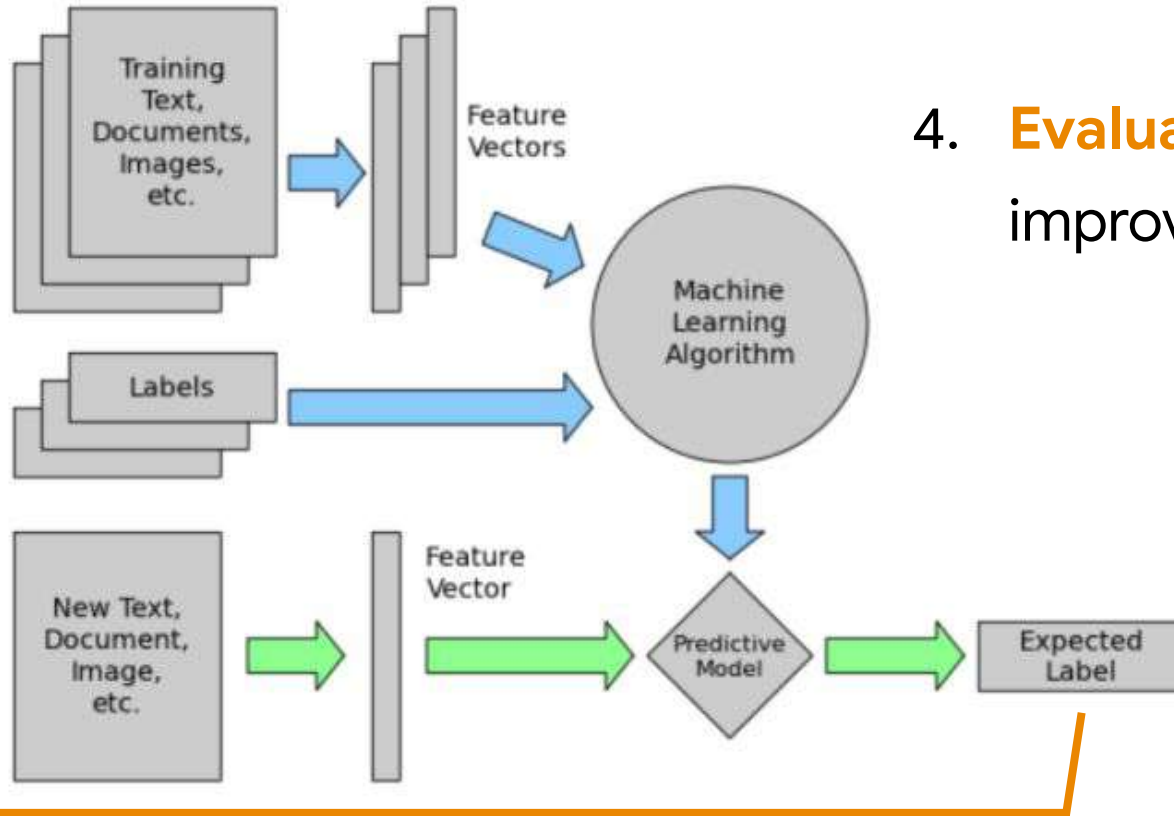 Training
Text,
Documents,
Images,
etc.
Feature
Vectors
Labels
Machine
Learning
Algorithm
New Text,
Document,
Image,
etc.
Feature
Vector
Predictive
Model
Expected
Label
4.